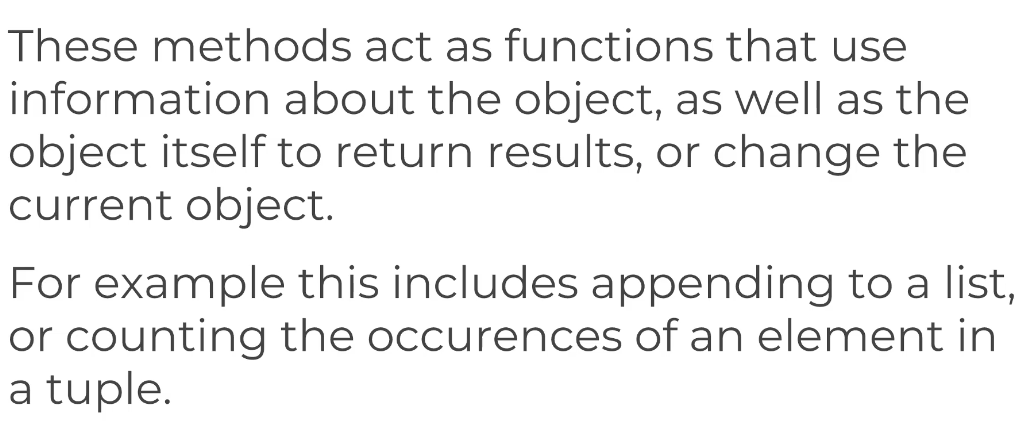 These methods act as functions that use
information about the object, as well as the
object itself to return results, or change the
current object.
For example this includes appending to a list,
or counting the occurences of an element in
a tuple.